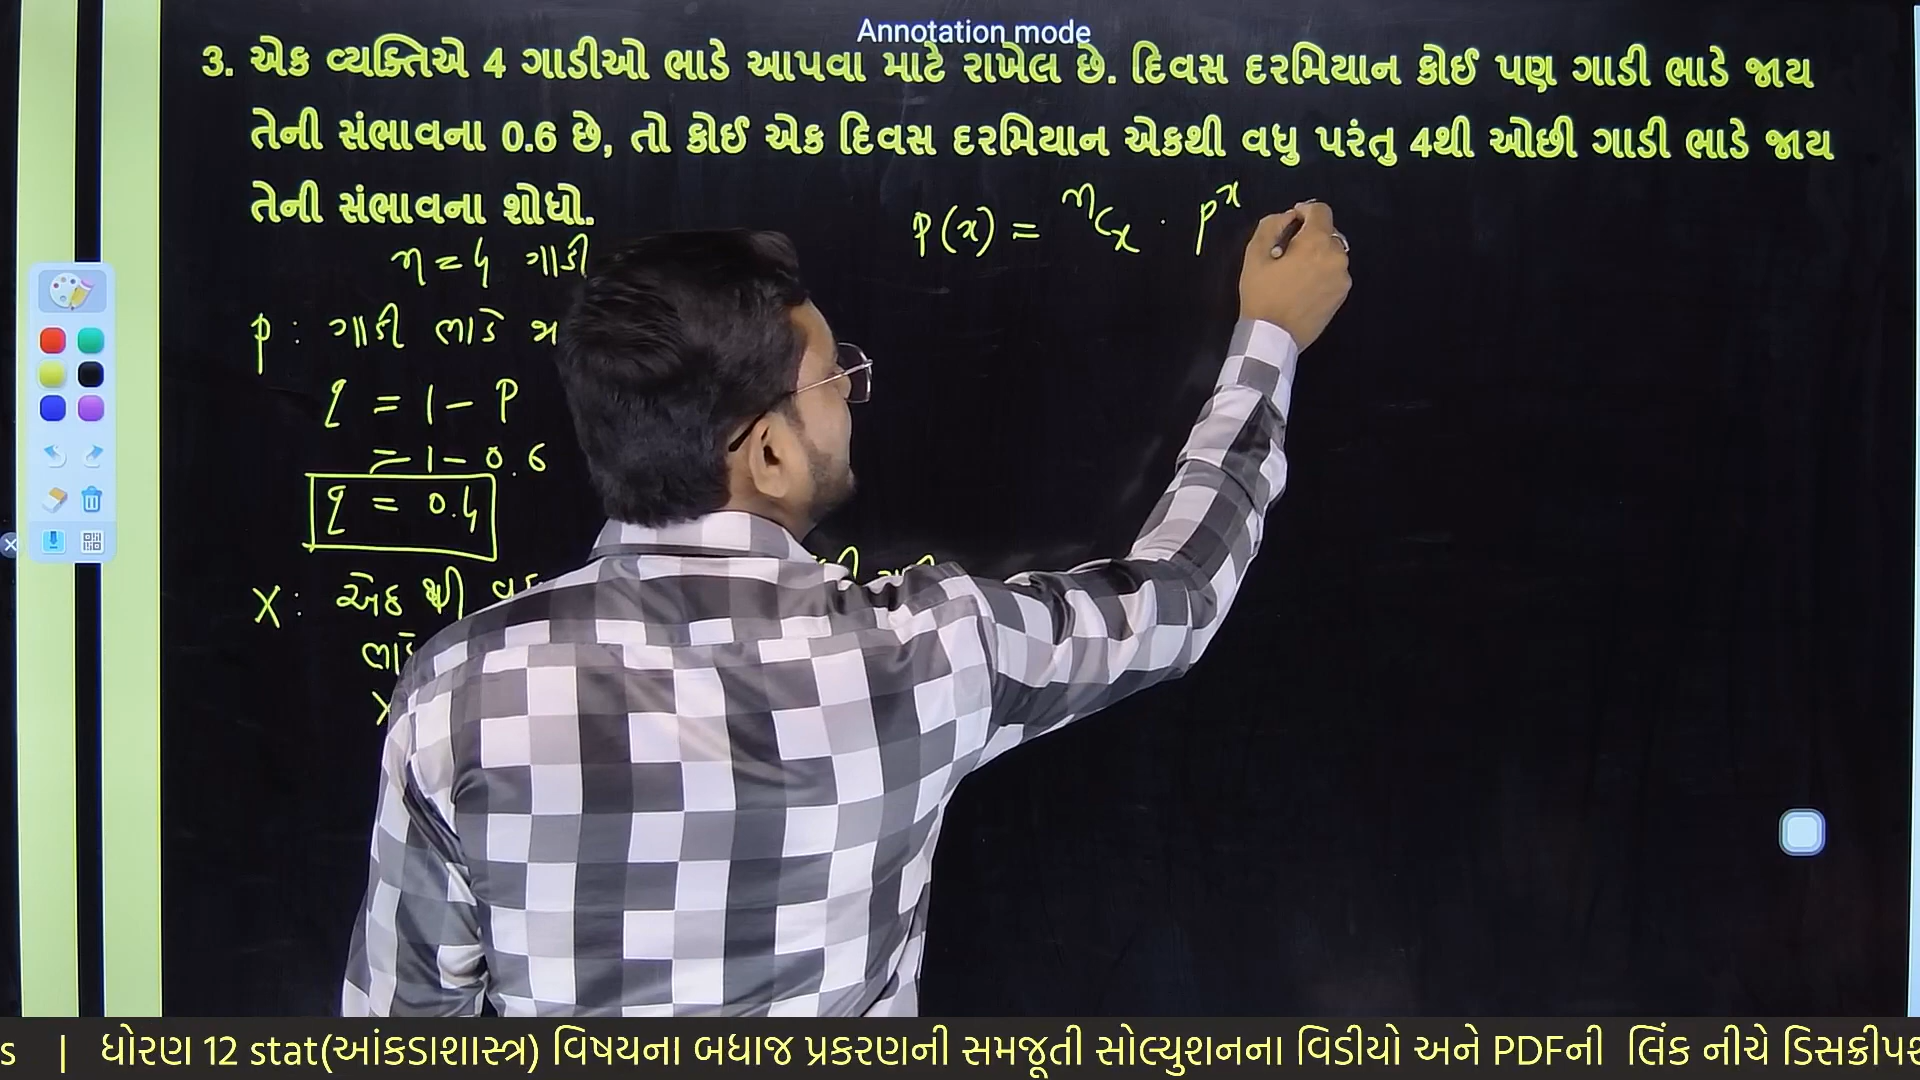 Annotation mode
3. એક વ્યક્તિએ 4 ગાડીઓ ભાડે આપવા માટે રાખેલ છે. દિવસ દરમિયાન કોઈ પણ ગાડી ભાડે જાય
તેની સંભાવના 0.6 છે, તો કોઈ એક દિવસ દરમિયાન એકથી વધુ પરંતુ 4થી ઓછી ગાડી ભાડે જાય
તેની સંભાવના શોધો.
P(x) = ⁿCₓ · pˣ
n = 4 ગાડી
p : ગાડી ભાડે
q = 1 - P
= 1 - 0.6
q = 0.4
X : એક થી
s | ધોરણ 12 stat(આંકડાશાસ્ત્ર) વિષયના બધાજ પ્રકરણની સમજૂતી સોલ્યુશનના વિડીયો અને PDFની લિંક નીચે